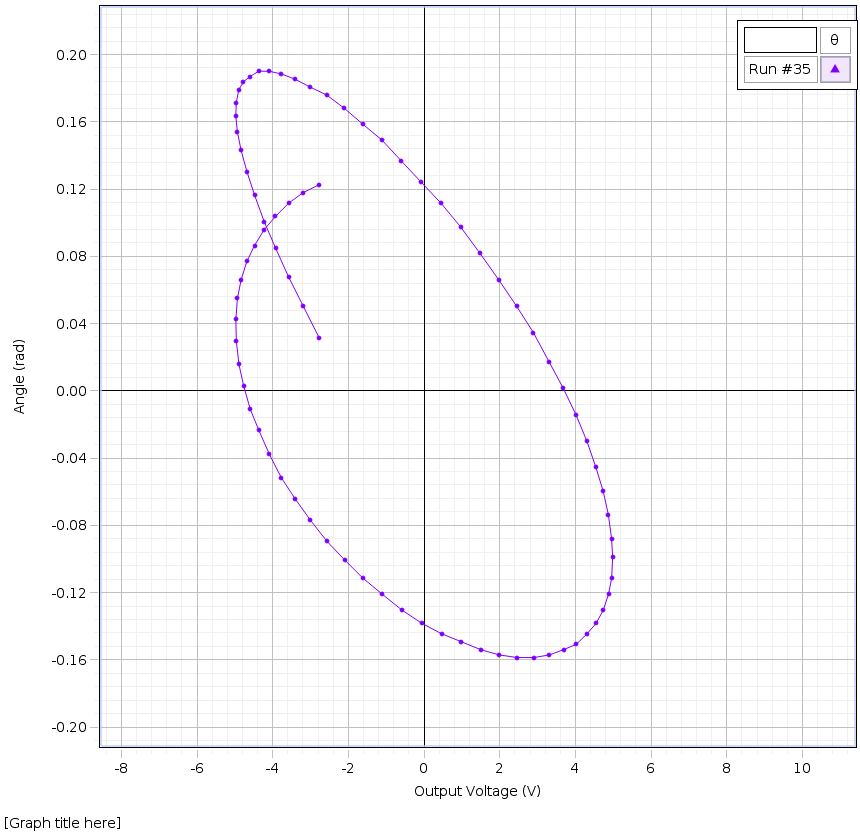 θ
Run #35
0.20
0.16
0.12
0.08
0.04
0.00
-0.04
-0.08
-0.12
-0.16
-0.20
Angle (rad)
-8 -6 -4 -2 0 2 4 6 8 10
Output Voltage (V)
[Graph title here]